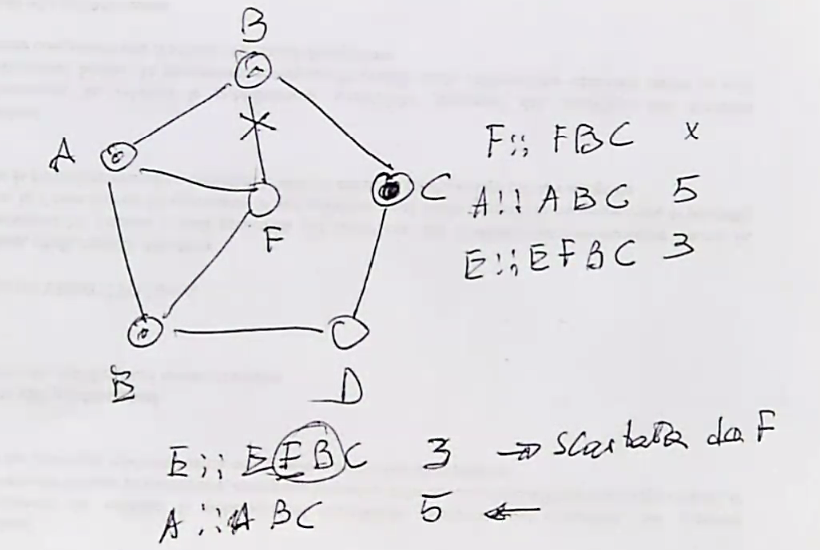 B
A
C
F
E
D
F:: FBC x
A:: ABC 5
E:: EFBC 3
E:: EFBC 3 → scartata da F
A:: ABC 5 ←